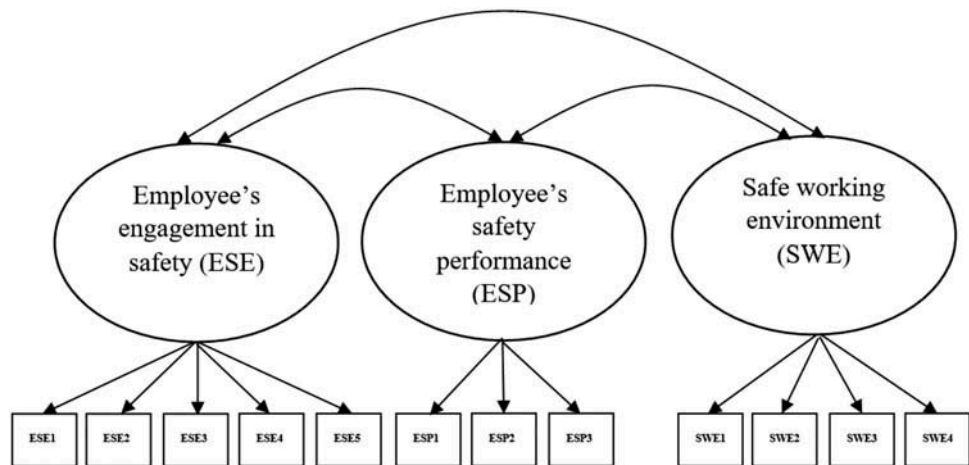 Employee’s
engagement in
safety (ESE)
Employee’s
safety
performance
(ESP)
Safe working
environment
(SWE)
ESE1
ESE2
ESE3
ESE4
ESE5
ESP1
ESP2
ESP3
SWE1
SWE2
SWE3
SWE4